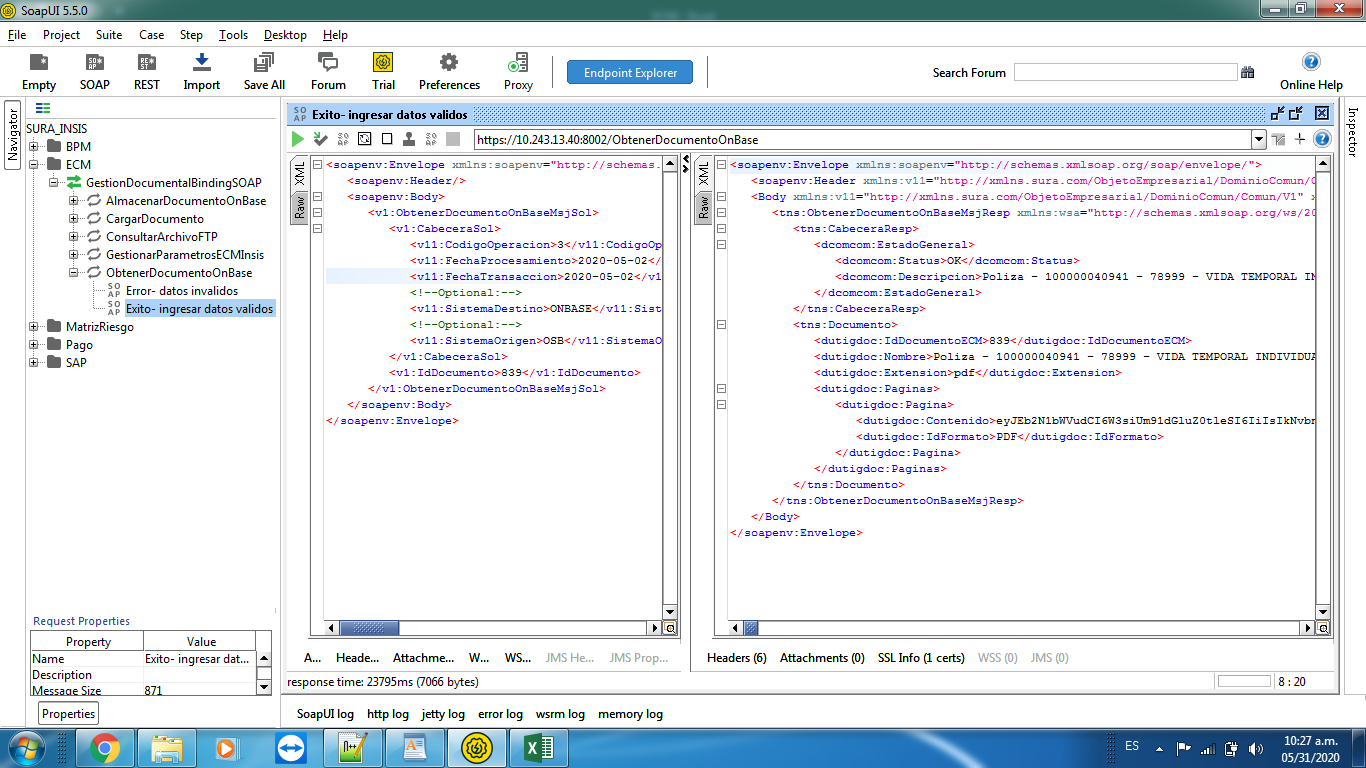 SoapUI 5.5.0
File Project Suite Case Step Tools Desktop Help
Empty SOAP REST Import Save All Forum Trial Preferences Proxy Endpoint Explorer Search Forum Online Help
Navigator
SURA_INSIS
BPM
ECM
GestionDocumentalBindingSOAP
AlmacenarDocumentoOnBase
CargarDocumento
ConsultarArchivoFTP
GestionarParametrosECMInsis
ObtenerDocumentoOnBase
Error- datos invalidos
Exito- ingresar datos validos
MatrizRiesgo
Pago
SAP
Request Properties
Property Value
Name Exito- ingresar dat...
Description
Message Size 871
Properties
Exito- ingresar datos validos
https://10.243.13.40:8002/ObtenerDocumentoOnBase
XML
Raw
<soapenv:Envelope xmlns:soapenv="http://schemas.
<soapenv:Header/>
<soapenv:Body>
<v1:ObtenerDocumentoOnBaseMsjSol>
<v1:CabeceraSol>
<v11:CodigoOperacion>3</v11:CodigoOp
<v11:FechaProcesamiento>2020-05-02</
<v11:FechaTransaccion>2020-05-02</v1
<!--Optional:-->
<v11:SistemaDestino>ONBASE</v11:Sist
<!--Optional:-->
<v11:SistemaOrigen>OSB</v11:SistemaO
</v1:CabeceraSol>
<v1:IdDocumento>839</v1:IdDocumento>
</v1:ObtenerDocumentoOnBaseMsjSol>
</soapenv:Body>
</soapenv:Envelope>
A... Heade... Attachme... W... WS... JMS He... JMS Prop...
XML
Raw
<soapenv:Envelope xmlns:soapenv="http://schemas.xmlsoap.org/soap/envelope/">
<soapenv:Header xmlns:v11="http://xmlns.sura.com/ObjetoEmpresarial/DominioComun/C
<Body xmlns:v11="http://xmlns.sura.com/ObjetoEmpresarial/DominioComun/Comun/V1" x
<tns:ObtenerDocumentoOnBaseMsjResp xmlns:wsa="http://schemas.xmlsoap.org/ws/20
<tns:CabeceraResp>
<dcomcom:EstadoGeneral>
<dcomcom:Status>OK</dcomcom:Status>
<dcomcom:Descripcion>Poliza - 100000040941 - 78999 - VIDA TEMPORAL IN
</dcomcom:EstadoGeneral>
</tns:CabeceraResp>
<tns:Documento>
<dutigdoc:IdDocumentoECM>839</dutigdoc:IdDocumentoECM>
<dutigdoc:Nombre>Poliza - 100000040941 - 78999 - VIDA TEMPORAL INDIVIDUA
<dutigdoc:Extension>pdf</dutigdoc:Extension>
<dutigdoc:Paginas>
<dutigdoc:Pagina>
<dutigdoc:Contenido>eyJEb2N1bWVudCI6W3siUm91dGluZ0tleSI6IiIsIkNvbn
<dutigdoc:IdFormato>PDF</dutigdoc:IdFormato>
</dutigdoc:Pagina>
</dutigdoc:Paginas>
</tns:Documento>
</tns:ObtenerDocumentoOnBaseMsjResp>
</Body>
</soapenv:Envelope>
Headers (6) Attachments (0) SSL Info (1 certs) WSS (0) JMS (0)
response time: 23795ms (7066 bytes) 8 : 20
Inspector
SoapUI log http log jetty log error log wsrm log memory log
ES 10:27 a.m.
05/31/2020